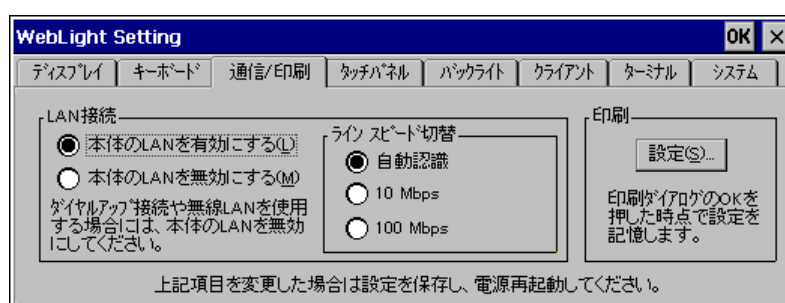 WebLight Setting OK ×
ディスプレイ キーボード 通信/印刷 タッチパネル バックライト クライアント ターミナル システム
LAN接続
本体のLANを有効にする(L)
本体のLANを無効にする(M)
ダイヤルアップ接続や無線LANを使用
する場合には、本体のLANを無効
にしてください。
ライン スピード切替
自動認識
10 Mbps
100 Mbps
印刷
設定(S)...
印刷ダイアログのOKを
押した時点で設定を
記憶します。
上記項目を変更した場合は設定を保存し、電源再起動してください。